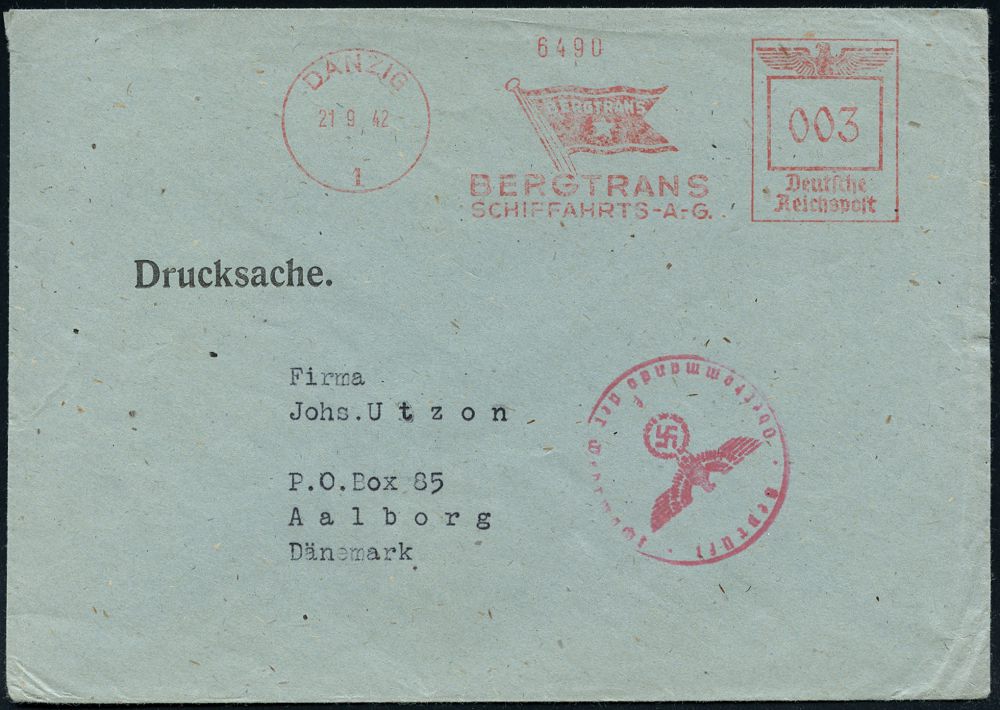 6490
DANZIG
21 9 42
1
BERGTRANS
BERGTRANS
SCHIFFAHRTS-A.-G.
003
Deutsche
Reichspost
Drucksache.
Firma
Johs. Utzon
P.O.Box 85
Aalborg
Dänemark
Oberkommando der Wehrmacht
Geprüft